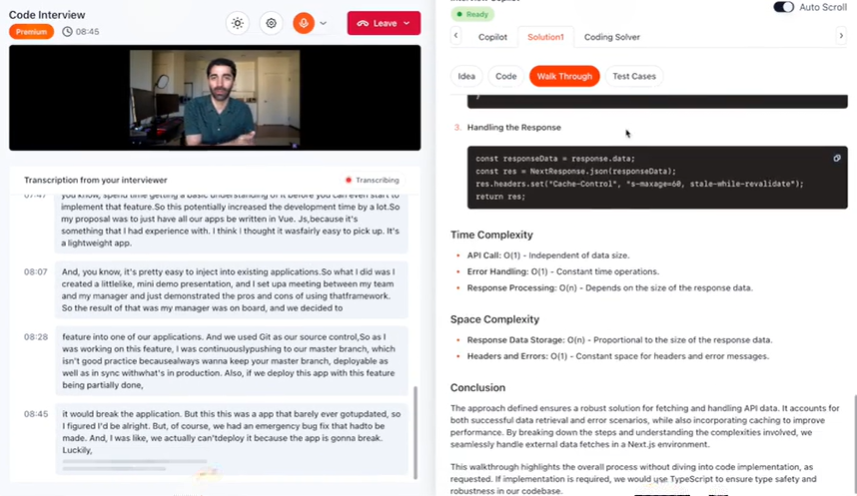 Code Interview
Premium
08:45
Leave
Transcription from your interviewer
Transcribing
you know, spend time getting a basic understanding of it before you can even start to
implement that feature.So this potentially increased the development time by a lot.So
my proposal was to just have all our apps be written in Vue. Js,because it's
something that I had experience with. I think I thought it wasfairly easy to pick up. It's
a lightweight app.
08:07
And, you know, it's pretty easy to inject into existing applications.So what I did was I
created a littlelike, mini demo presentation, and I set upa meeting between my team
and my manager and just demonstrated the pros and cons of using thatframework.
So the result of that was my manager was on board, and we decided to
08:28
feature into one of our applications. And we used Git as our source control,So as I
was working on this feature, I was continuouslypushing to our master branch, which
isn't good practice becausealways wanna keep your master branch, deployable as
well as in sync withwhat's in production. Also, if we deploy this app with this feature
being partially done,
08:45
it would break the application. But this this was a app that barely ever gotupdated, so
I figured I'd be alright. But, of course, we had an emergency bug fix that hadto be
made. And, I was like, we actually can'tdeploy it because the app is gonna break.
Luckily,
Ready
Auto Scroll
Copilot
Solution1
Coding Solver
Idea
Code
Walk Through
Test Cases
3. Handling the Response
const responseData = response.data;
const res = NextResponse.json(responseData);
res.headers.set("Cache-Control", "s-maxage=60, stale-while-revalidate");
return res;
Time Complexity
• API Call: O(1) - Independent of data size.
• Error Handling: O(1) - Constant time operations.
• Response Processing: O(n) - Depends on the size of the response data.
Space Complexity
• Response Data Storage: O(n) - Proportional to the size of the response data.
• Headers and Errors: O(1) - Constant space for headers and error messages.
Conclusion
The approach defined ensures a robust solution for fetching and handling API data. It accounts for
both successful data retrieval and error scenarios, while also incorporating caching to improve
performance. By breaking down the steps and understanding the complexities involved, we
seamlessly handle external data fetches in a Next.js environment.
This walkthrough highlights the overall process without diving into code implementation, as
requested. If implementation is required, we would use TypeScript to ensure type safety and
robustness in our codebase.